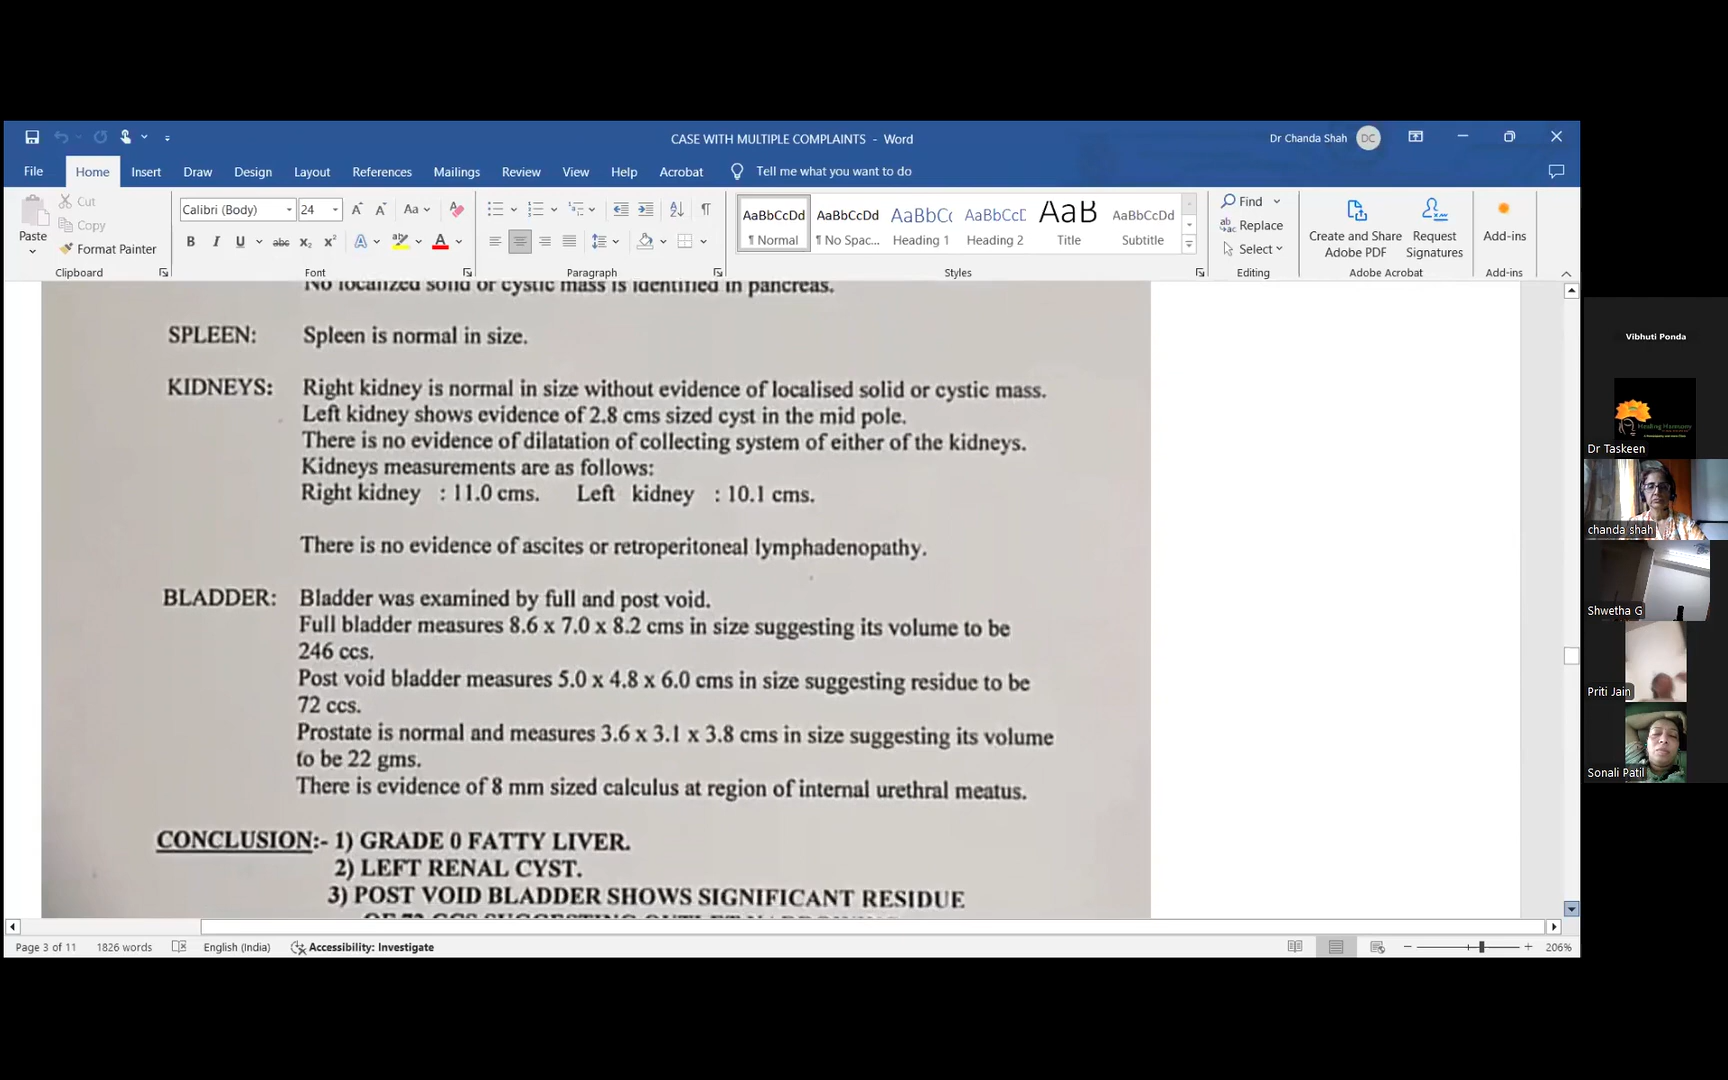 CASE WITH MULTIPLE COMPLAINTS - Word
Dr Chanda Shah DC
File Home Insert Draw Design Layout References Mailings Review View Help Acrobat Tell me what you want to do
Paste
Cut
Copy
Format Painter
Clipboard
Calibri (Body) 24
Font
Paragraph
AaBbCcDd AaBbCcDd AaBbCc AaBbCcD AaB AaBbCcDd
¶ Normal ¶ No Spac... Heading 1 Heading 2 Title Subtitle
Styles
Find
Replace
Select
Editing
Create and Share Adobe PDF
Request Signatures
Adobe Acrobat
Add-ins
Add-ins
No localized solid or cystic mass is identified in pancreas.
SPLEEN: Spleen is normal in size.
KIDNEYS: Right kidney is normal in size without evidence of localised solid or cystic mass.
Left kidney shows evidence of 2.8 cms sized cyst in the mid pole.
There is no evidence of dilatation of collecting system of either of the kidneys.
Kidneys measurements are as follows:
Right kidney : 11.0 cms. Left kidney : 10.1 cms.
There is no evidence of ascites or retroperitoneal lymphadenopathy.
BLADDER: Bladder was examined by full and post void.
Full bladder measures 8.6 x 7.0 x 8.2 cms in size suggesting its volume to be
246 ccs.
Post void bladder measures 5.0 x 4.8 x 6.0 cms in size suggesting residue to be
72 ccs.
Prostate is normal and measures 3.6 x 3.1 x 3.8 cms in size suggesting its volume
to be 22 gms.
There is evidence of 8 mm sized calculus at region of internal urethral meatus.
CONCLUSION:- 1) GRADE 0 FATTY LIVER.
2) LEFT RENAL CYST.
3) POST VOID BLADDER SHOWS SIGNIFICANT RESIDUE
OF 72 CCS SUGGESTING OUTLET NARROWING
Page 3 of 11 1826 words English (India) Accessibility: Investigate 206%
Vibhuti Ponda
Healing Harmony
Dr Taskeen
chanda shah
Shwetha G
Priti Jain
Sonali Patil